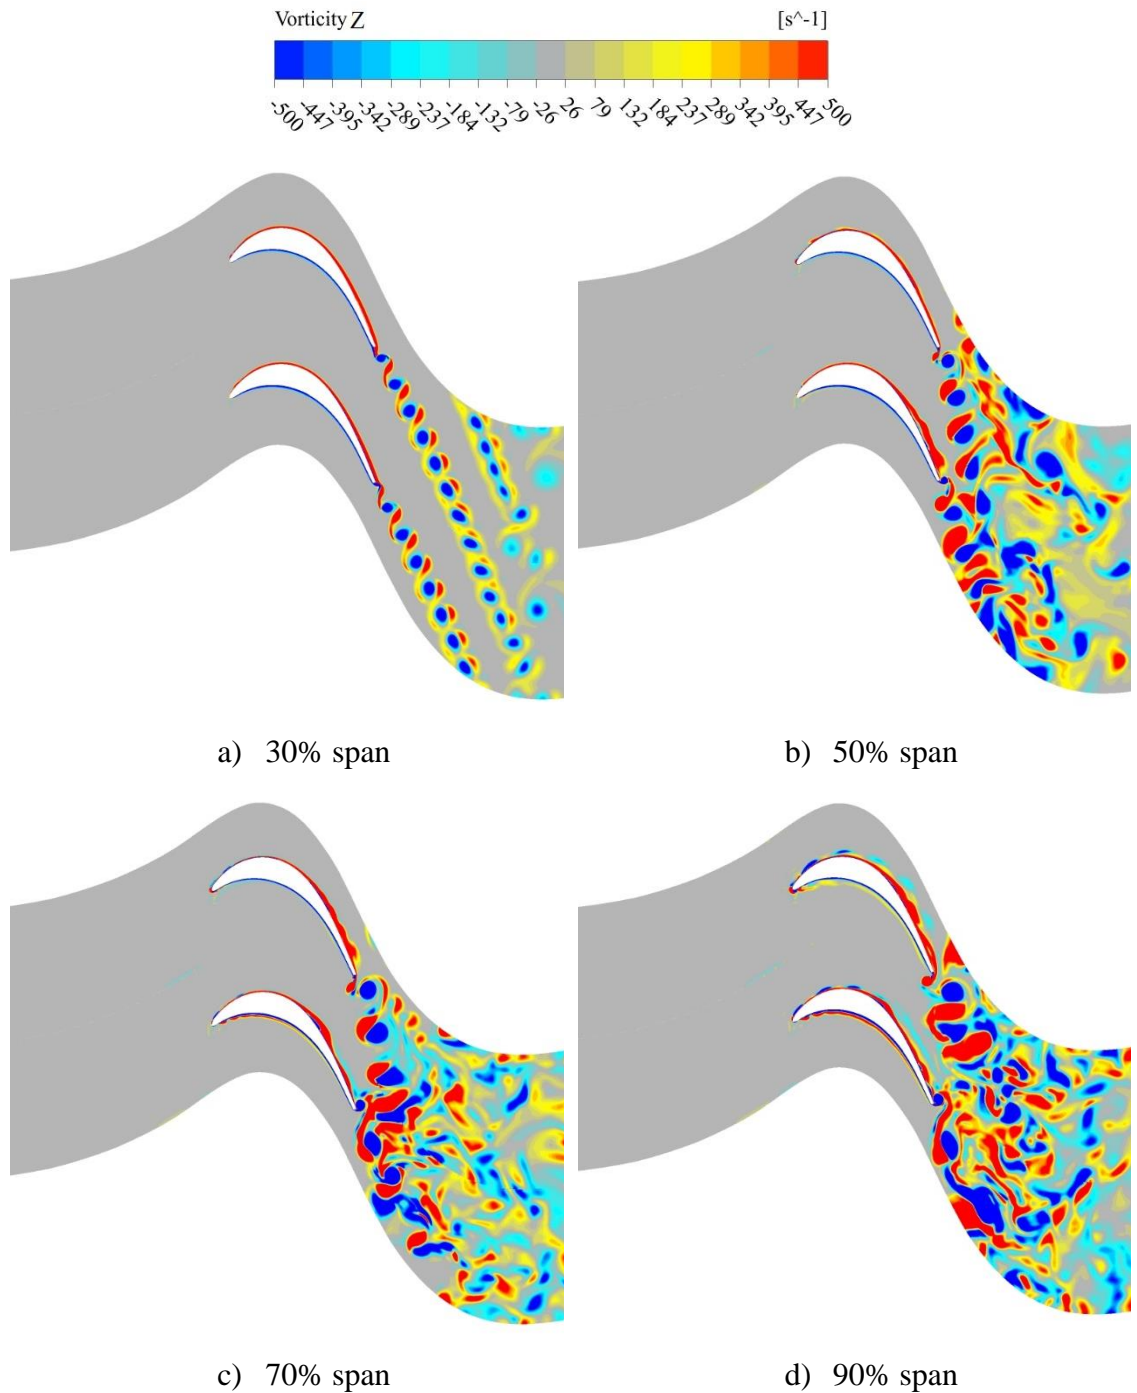 Vorticity Z [s^-1]
-500 -447 -395 -342 -289 -237 -184 -132 -79 -26 26 79 132 184 237 289 342 395 447 500
a) 30% span b) 50% span
c) 70% span d) 90% span